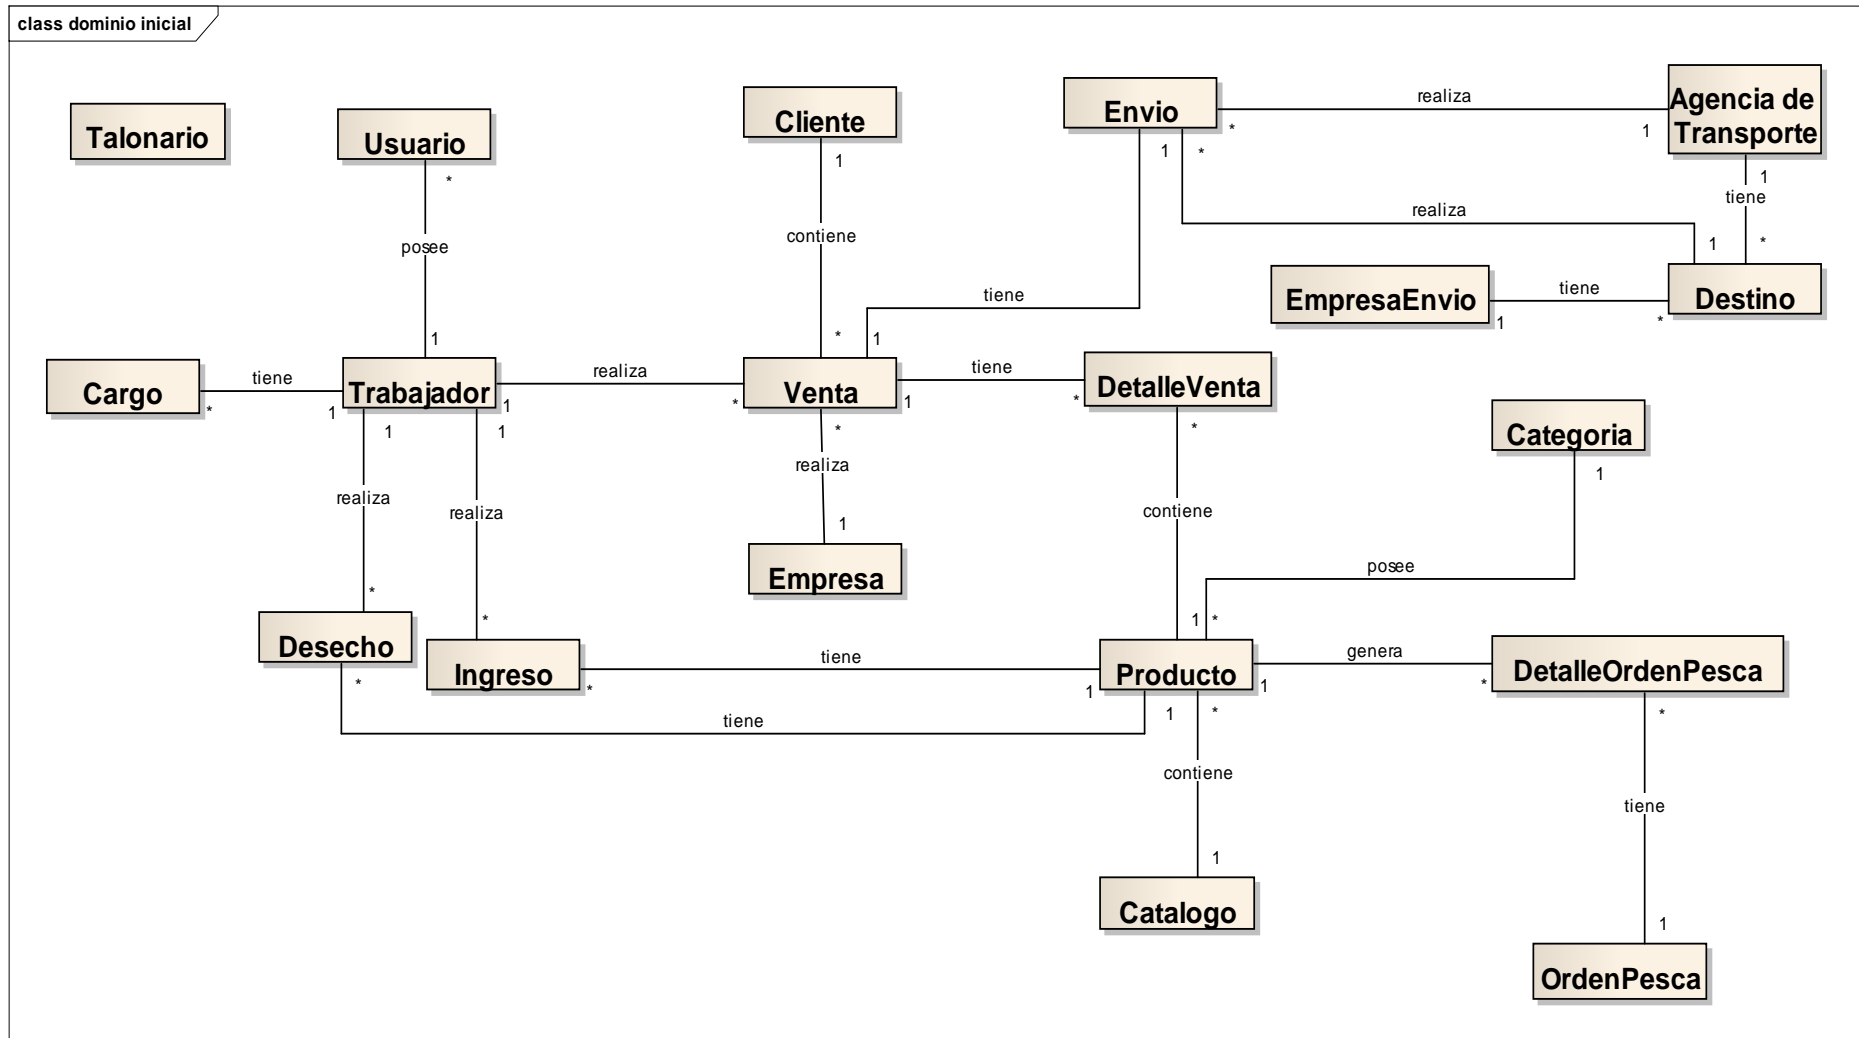 class dominio inicial
Talonario
Usuario
Cliente
Envio
Agencia de
Transporte
realiza
*
1
*
1
1
*
1
tiene
posee
contiene
realiza
1
*
EmpresaEnvio
tiene
Destino
1
*
tiene
1
*
1
Cargo
tiene
Trabajador
realiza
Venta
tiene
DetalleVenta
*
1
1
*
1
*
1
1
*
*
Categoria
realiza
1
realiza
realiza
contiene
1
Empresa
posee
*
*
1
*
Desecho
Ingreso
tiene
Producto
genera
DetalleOrdenPesca
*
*
1
1
*
1
*
*
tiene
contiene
tiene
1
Catalogo
1
OrdenPesca